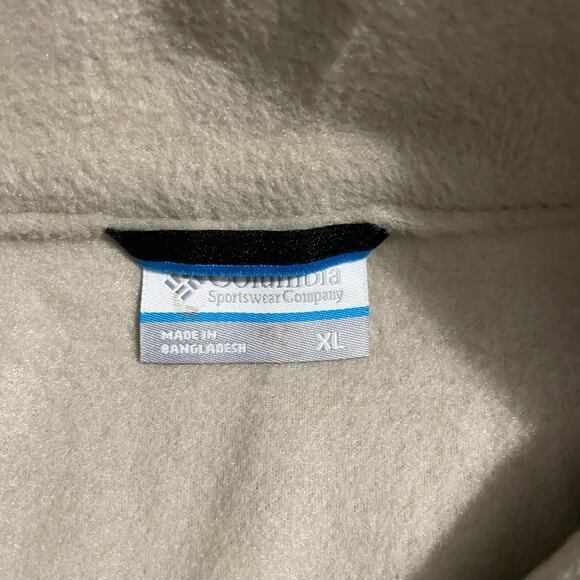 Columbia
Sportswear Company
MADE IN
BANGLADESH
XL